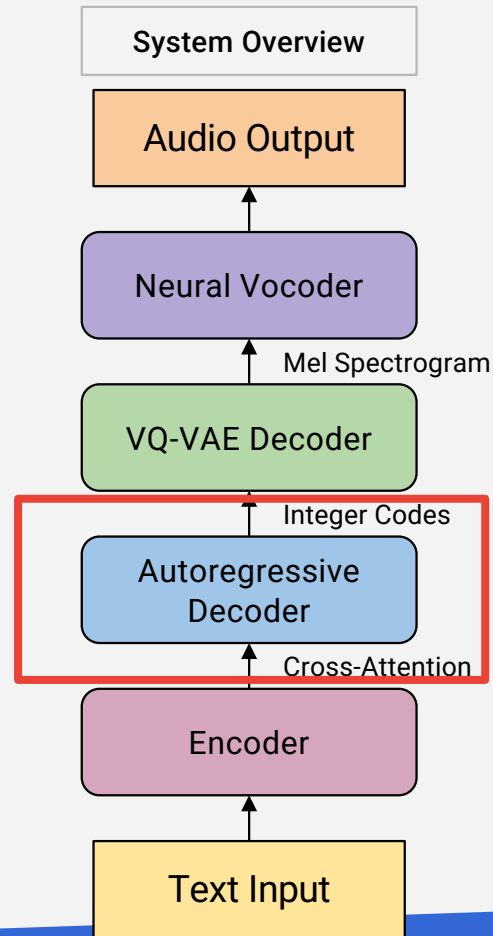 System Overview
Audio Output
Neural Vocoder
Mel Spectrogram
VQ-VAE Decoder
Integer Codes
Autoregressive
Decoder
Cross-Attention
Encoder
Text Input